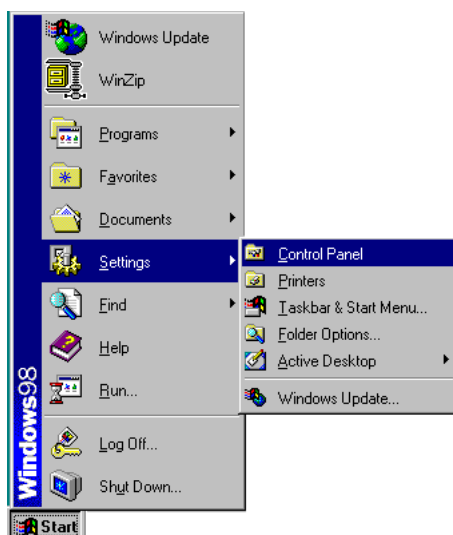 Windows Update
WinZip
Programs
Favorites
Documents
Settings
Find
Help
Run...
Log Off...
Shut Down...
Control Panel
Printers
Taskbar & Start Menu...
Folder Options...
Active Desktop
Windows Update...
Windows98
Start